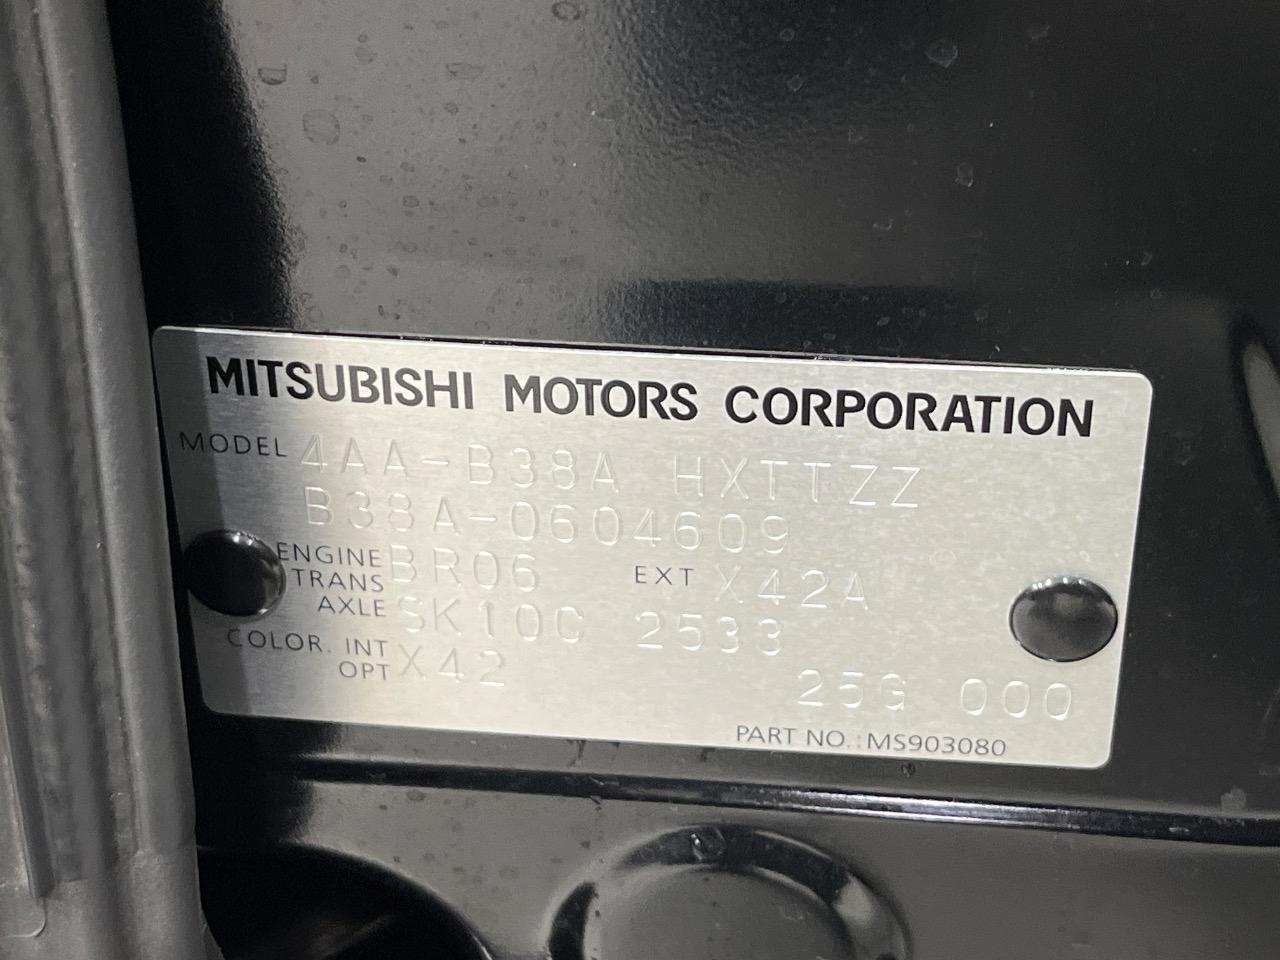 MITSUBISHI MOTORS CORPORATION
MODEL 4AA-B38A HXTTZZ
B38A-0604609
ENGINE BR06 EXT X42A
TRANS
AXLE SK10C 2533
COLOR. INT X42
OPT 25G 000
PART NO.:MS903080